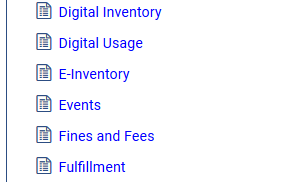 Digital Inventory
Digital Usage
E-Inventory
Events
Fines and Fees
Fulfillment